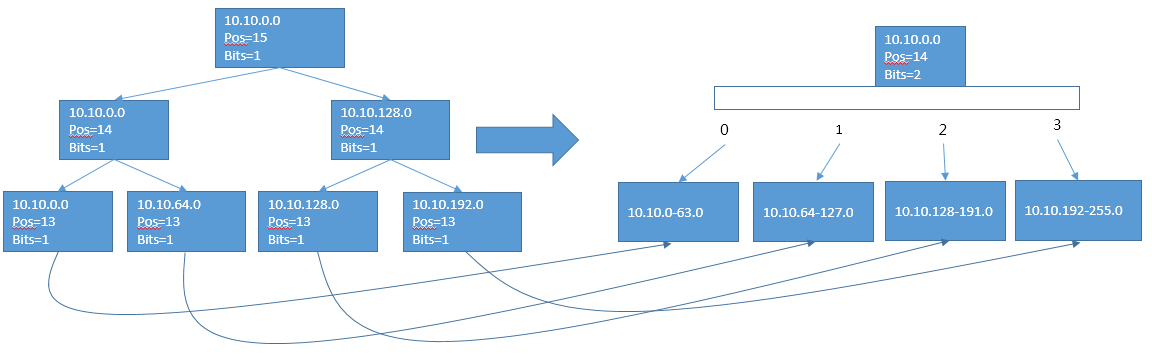 10.10.0.0
Pos=15
Bits=1
10.10.0.0
Pos=14
Bits=1
10.10.128.0
Pos=14
Bits=1
10.10.0.0
Pos=13
Bits=1
10.10.64.0
Pos=13
Bits=1
10.10.128.0
Pos=13
Bits=1
10.10.192.0
Pos=13
Bits=1
10.10.0.0
Pos=14
Bits=2
0
1
2
3
10.10.0-63.0
10.10.64-127.0
10.10.128-191.0
10.10.192-255.0